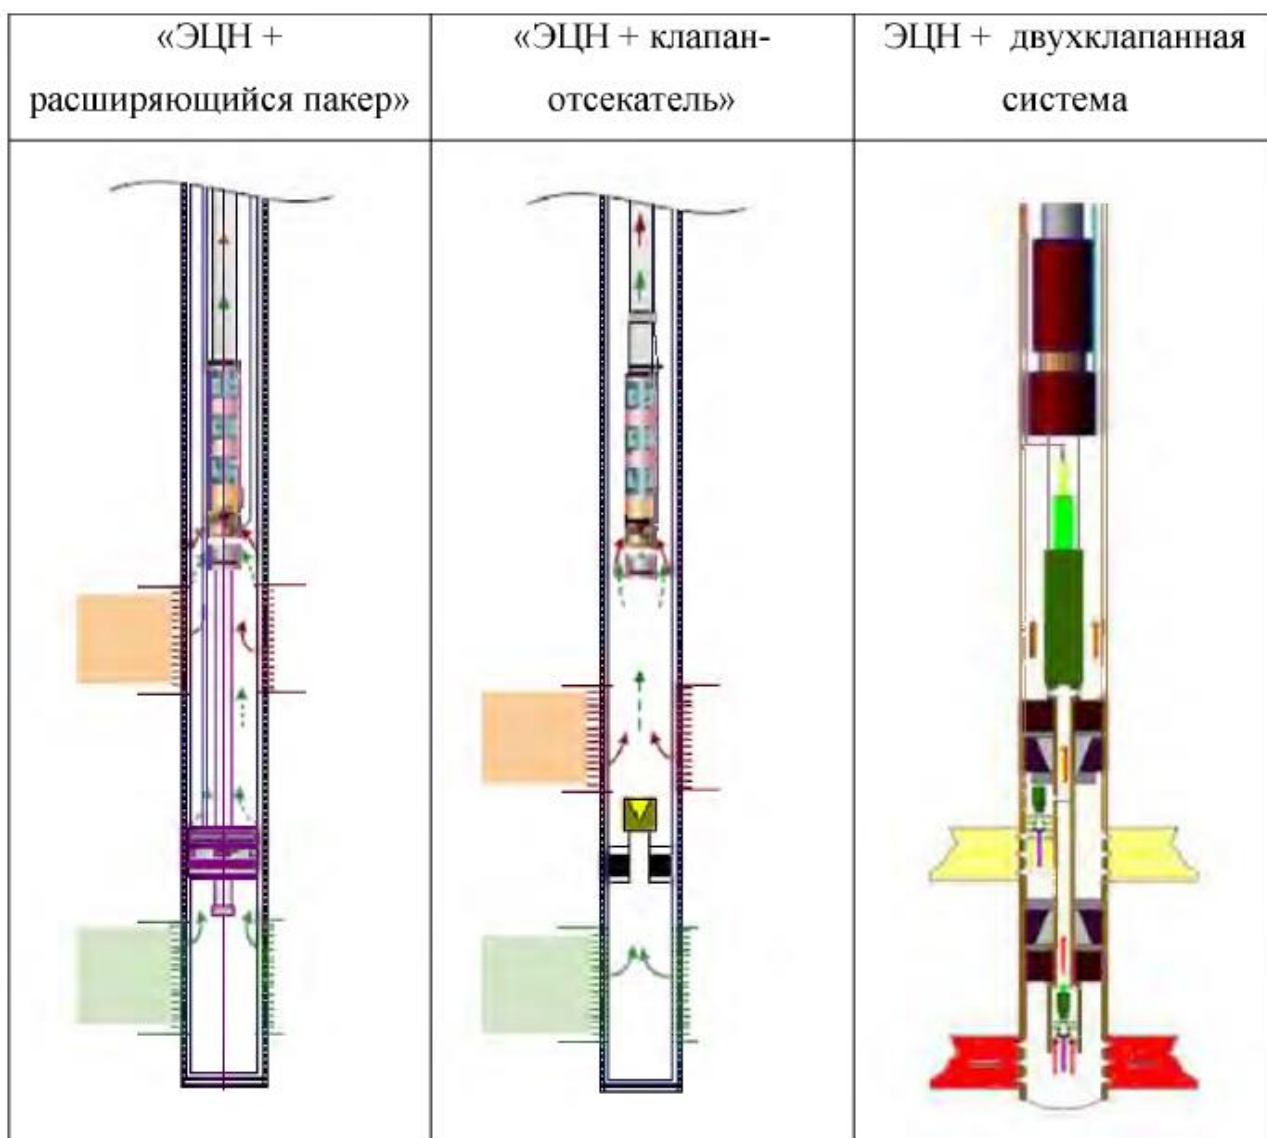 «ЭЦН +
расширяющийся пакер»
«ЭЦН + клапан-
отсекатель»
ЭЦН + двухклапанная
система